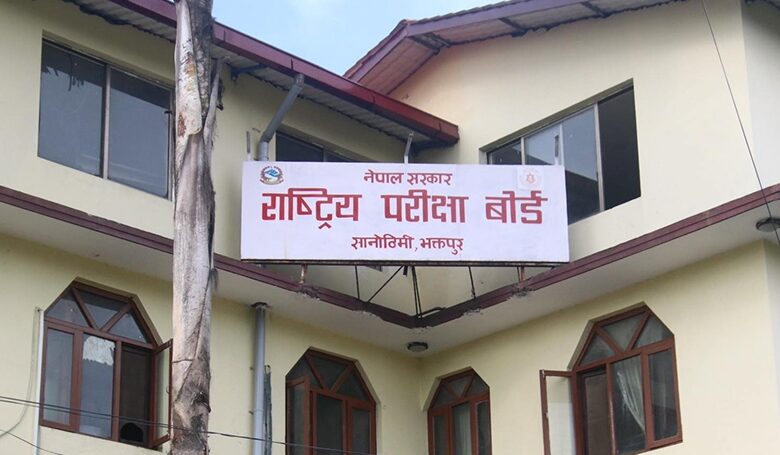 नेपाल सरकार
राष्ट्रिय परीक्षा बोर्ड
सानोठिमी, भक्तपुर